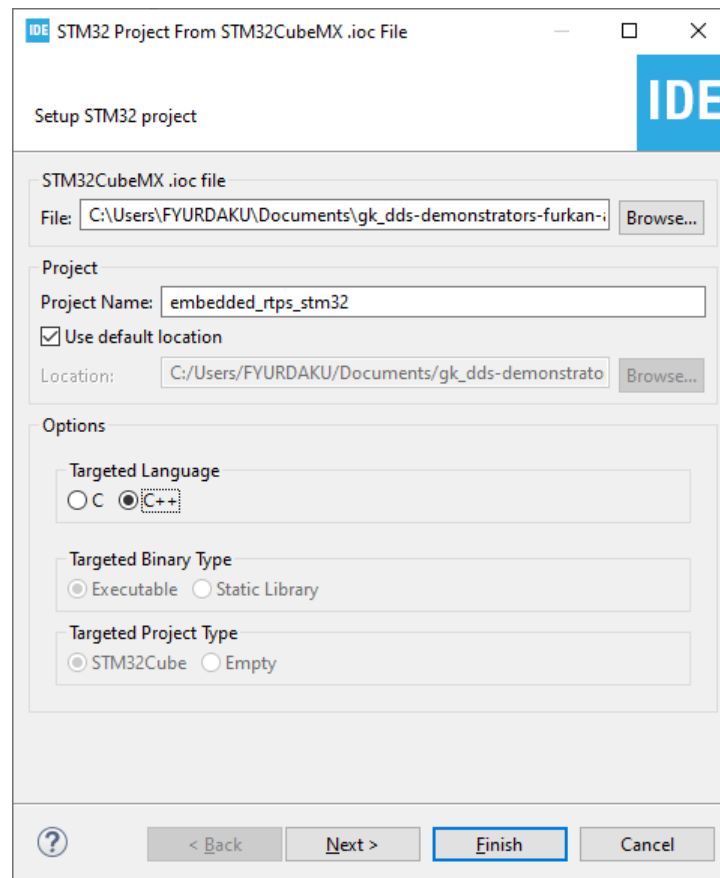 IDE STM32 Project From STM32CubeMX .ioc File
Setup STM32 project
IDE
STM32CubeMX .ioc file
File: C:\Users\FYURDAKU\Documents\gk_dds-demonstrators-furkan- Browse...
Project
Project Name: embedded_rtps_stm32
Use default location
Location: C:/Users/FYURDAKU/Documents/gk_dds-demonstrato Browse...
Options
Targeted Language
C C++
Targeted Binary Type
Executable Static Library
Targeted Project Type
STM32Cube Empty
? < Back Next > Finish Cancel